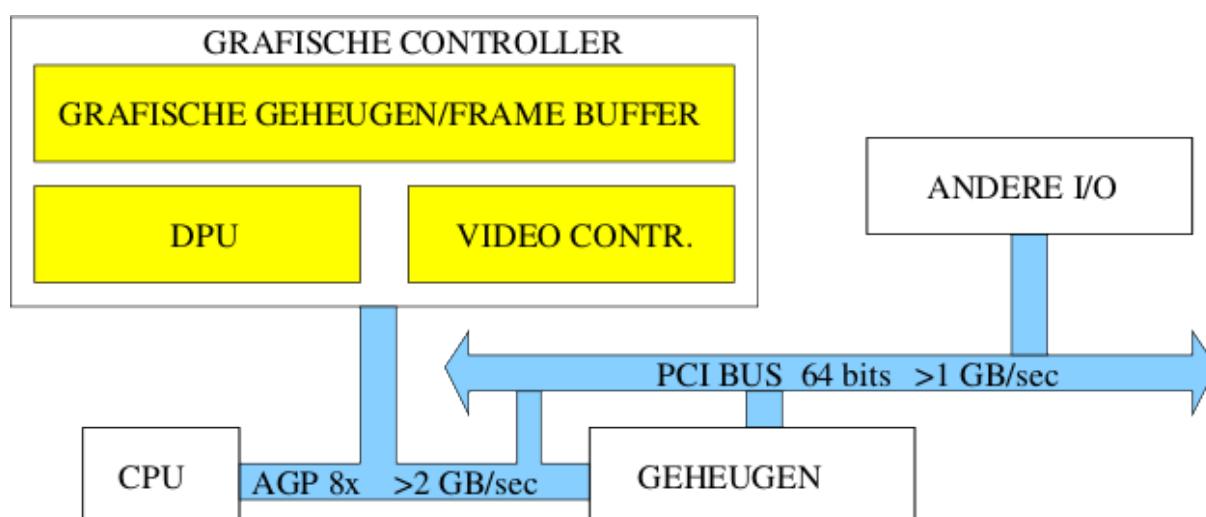 GRAFISCHE CONTROLLER
GRAFISCHE GEHEUGEN/FRAME BUFFER
DPU
VIDEO CONTR.
ANDERE I/O
PCI BUS 64 bits >1 GB/sec
CPU
AGP 8x >2 GB/sec
GEHEUGEN